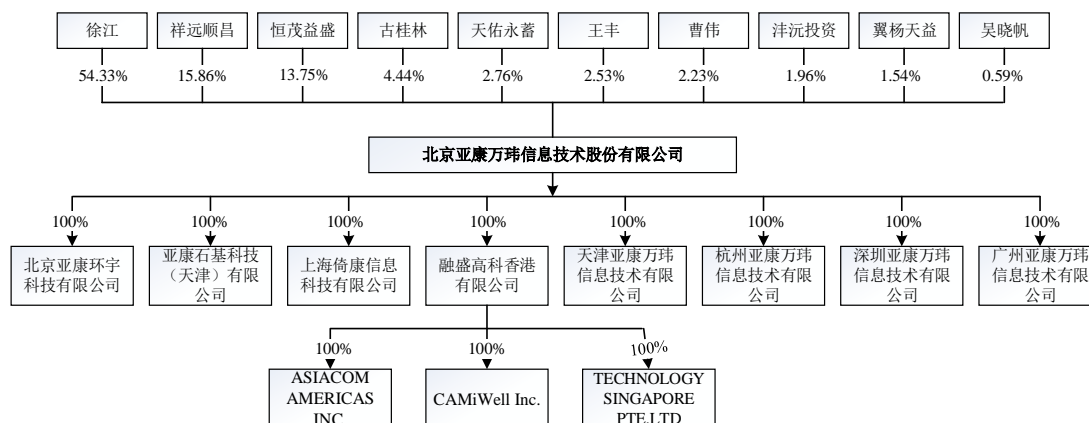 徐江
祥远顺昌
恒茂益盛
古桂林
天佑永蓄
王丰
曹伟
沣沅投资
翼杨天益
吴晓帆
54.33%
15.86%
13.75%
4.44%
2.76%
2.53%
2.23%
1.96%
1.54%
0.59%
北京亚康万玮信息技术股份有限公司
100%
100%
100%
100%
100%
100%
100%
100%
北京亚康环宇
科技有限公司
亚康石基科技
（天津）有限
公司
上海倚康信息
科技有限公司
融盛高科香港
有限公司
天津亚康万玮
信息技术有限
公司
杭州亚康万玮
信息技术有限
公司
深圳亚康万玮
信息技术有限
公司
广州亚康万玮
信息技术有限
公司
100%
100%
100%
ASIACOM
AMERICAS
INC
CAMiWell Inc.
TECHNOLOGY
SINGAPORE
PTE.LTD